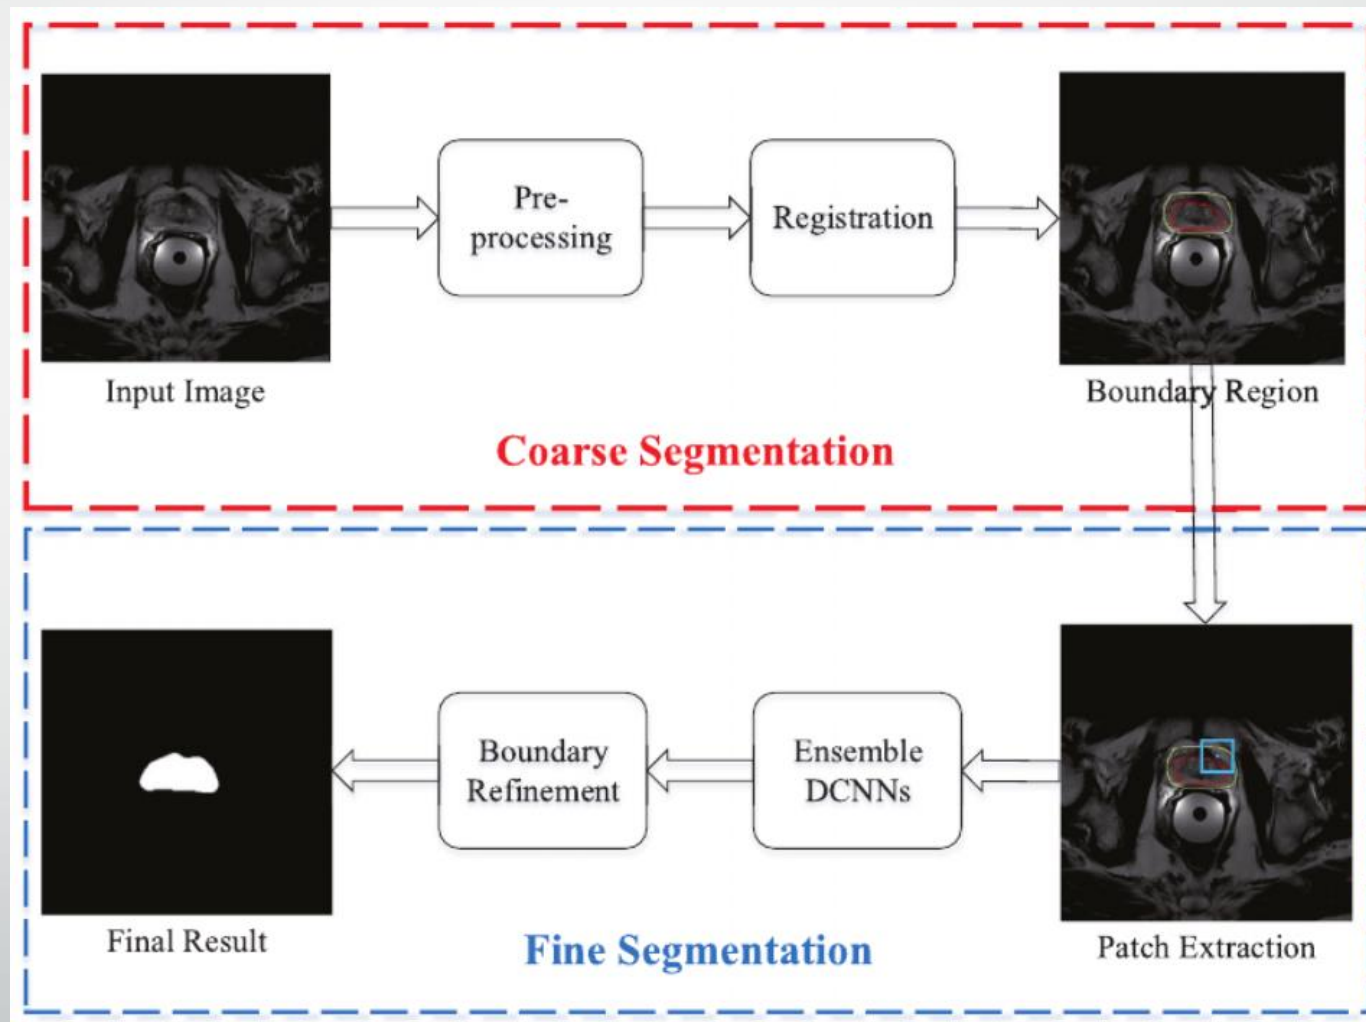 Pre-
processing
Registration
Input Image
Boundary Region
Coarse Segmentation
Boundary
Refinement
Ensemble
DCNNs
Final Result
Patch Extraction
Fine Segmentation